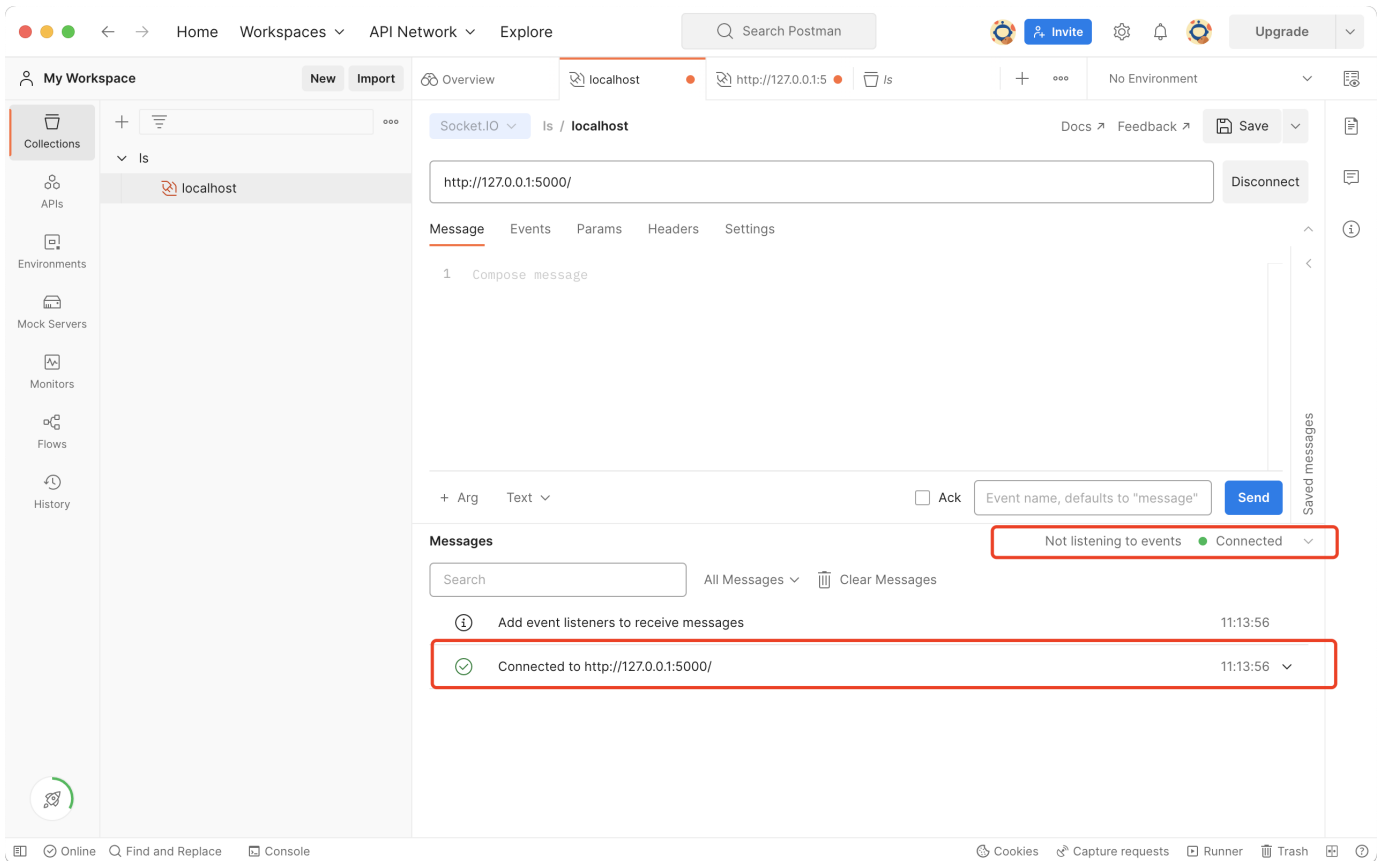 Home Workspaces API Network Explore Search Postman Invite Upgrade
My Workspace New Import Overview localhost http://127.0.0.1:5 ls No Environment
Collections
APIs
Environments
Mock Servers
Monitors
Flows
History
ls
localhost
Socket.IO ls / localhost Docs Feedback Save
http://127.0.0.1:5000/ Disconnect
Message Events Params Headers Settings
1 Compose message
Saved messages
+ Arg Text Ack Event name, defaults to "message" Send
Messages Not listening to events Connected
Search All Messages Clear Messages
Add event listeners to receive messages 11:13:56
Connected to http://127.0.0.1:5000/ 11:13:56
Online Find and Replace Console Cookies Capture requests Runner Trash